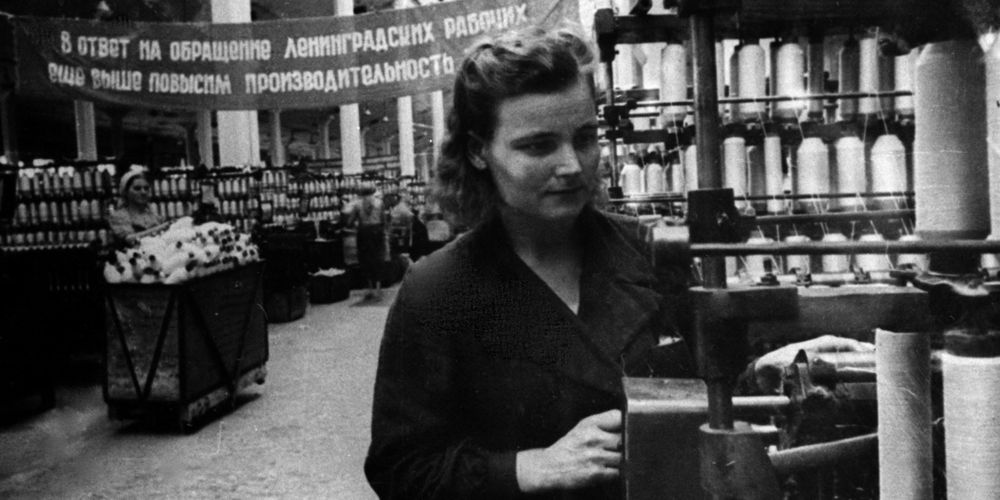 В ОТВЕТ НА ОБРАЩЕНИЕ ЛЕНИНГРАДСКИХ РАБОЧИХ
ЕЩЕ ВЫШЕ ПОВЫСИМ ПРОИЗВОДИТЕЛЬНОСТЬ